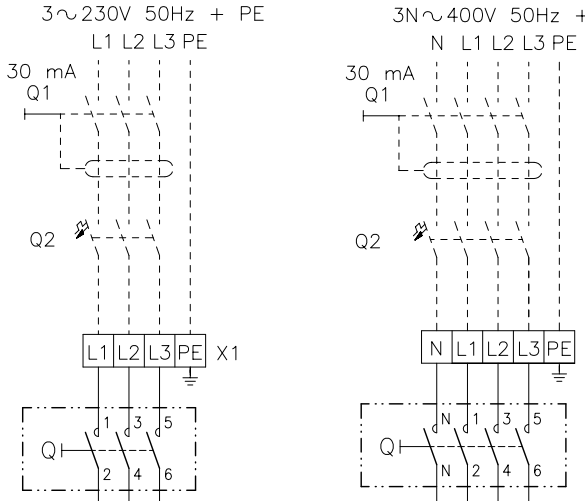 3~230V 50Hz + PE
L1 L2 L3 PE
30 mA
Q1
Q2
L1 L2 L3 PE X1
1 3 5
Q
2 4 6
3N~400V 50Hz +
N L1 L2 L3 PE
30 mA
Q1
Q2
N L1 L2 L3 PE
N 1 3 5
Q
N 2 4 6